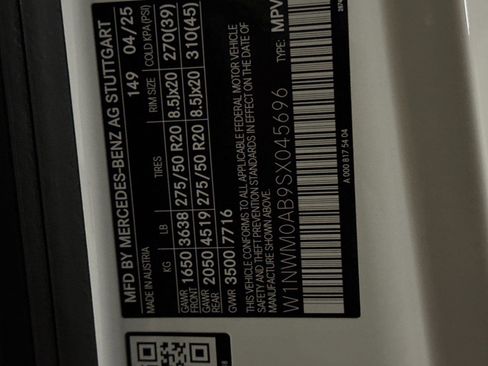 MFD BY MERCEDES-BENZ AG STUTTGART
MADE IN AUSTRIA 149 04/25
KG LB TIRES RIM SIZE COLD KPA(PSI)
GAWR FRONT 1650 3638 275/50 R20 8.5Jx20 270(39)
GAWR REAR 2050 4519 275/50 R20 8.5Jx20 310(45)
GVWR 3500 7716
THIS VEHICLE CONFORMS TO ALL APPLICABLE FEDERAL MOTOR VEHICLE
SAFETY AND THEFT PREVENTION STANDARDS IN EFFECT ON THE DATE OF
MANUFACTURE SHOWN ABOVE.
W1NWM0AB9SX045696 TYPE: MPV
A 000 817 54 04